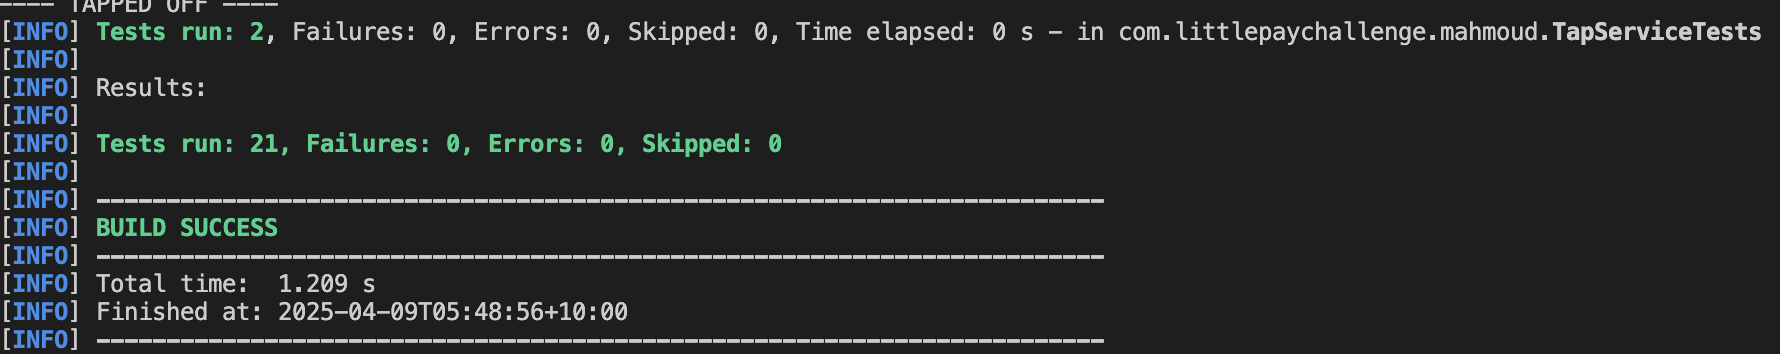 ---- TAPPED OFF ----
[INFO] Tests run: 2, Failures: 0, Errors: 0, Skipped: 0, Time elapsed: 0 s - in com.littlepaychallenge.mahmoud.TapServiceTests
[INFO]
[INFO] Results:
[INFO]
[INFO] Tests run: 21, Failures: 0, Errors: 0, Skipped: 0
[INFO]
[INFO] ------------------------------------------------------------------------
[INFO] BUILD SUCCESS
[INFO] ------------------------------------------------------------------------
[INFO] Total time:  1.209 s
[INFO] Finished at: 2025-04-09T05:48:56+10:00
[INFO] ------------------------------------------------------------------------